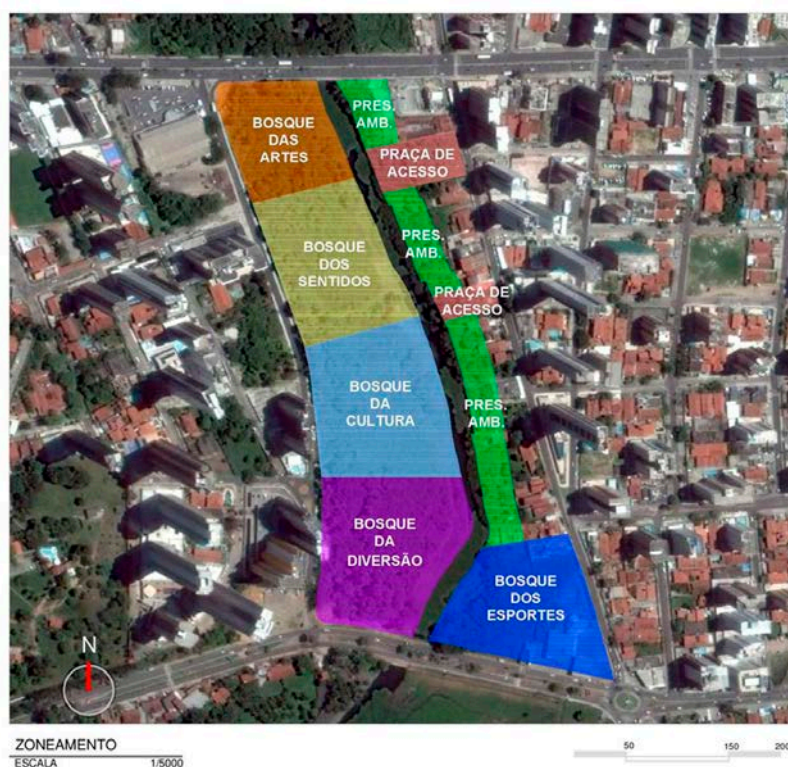 BOSQUE
DAS
ARTES
PRES.
AMB.
PRAÇA DE
ACESSO
BOSQUE
DOS
SENTIDOS
PRES.
AMB.
PRAÇA DE
ACESSO
BOSQUE
DA
CULTURA
PRES.
AMB.
BOSQUE
DA
DIVERSÃO
BOSQUE
DOS
ESPORTES
N
ZONEAMENTO
ESCALA 1/5000
50 150 200